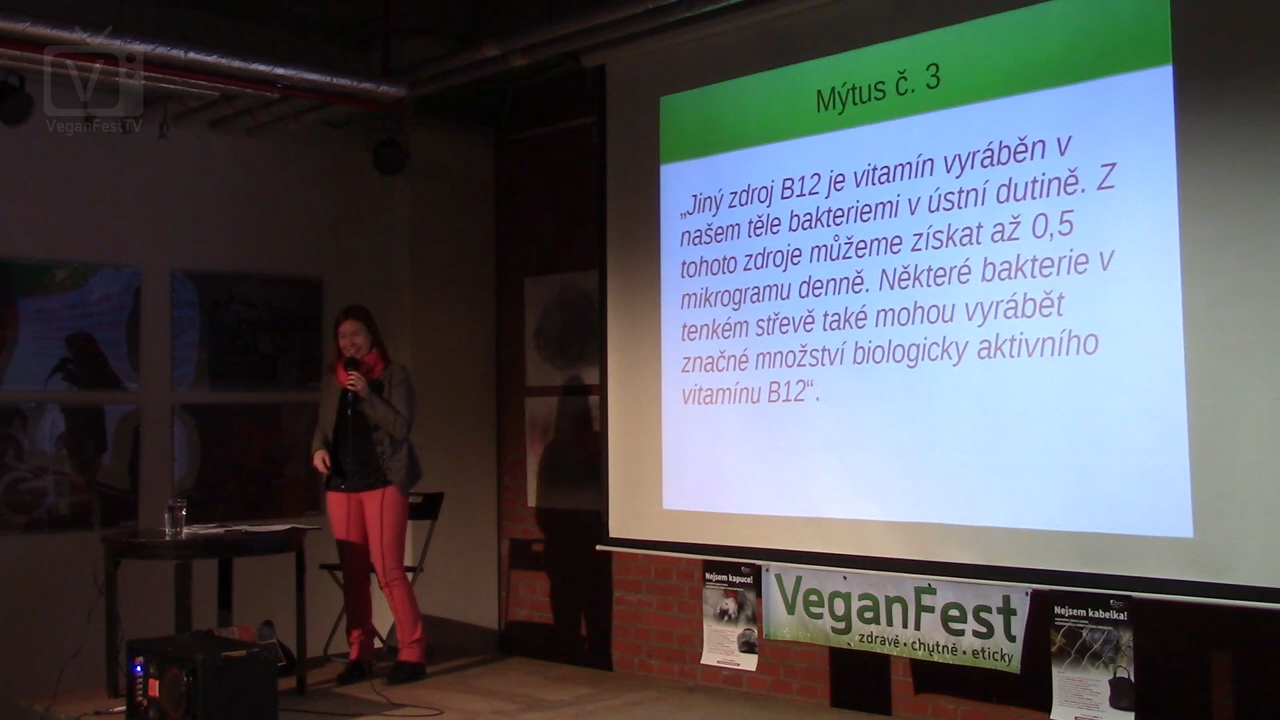 VeganFestTV
Mýtus č. 3
„Jiný zdroj B12 je vitamín vyráběn v
našem těle bakteriemi v ústní dutině. Z
tohoto zdroje můžeme získat až 0,5
mikrogramu denně. Některé bakterie v
tenkém střevě také mohou vyrábět
značné množství biologicky aktivního
vitamínu B12“.
Nejsem kapuce!
VeganFest
zdravě • chutně • eticky
Nejsem kabelka!